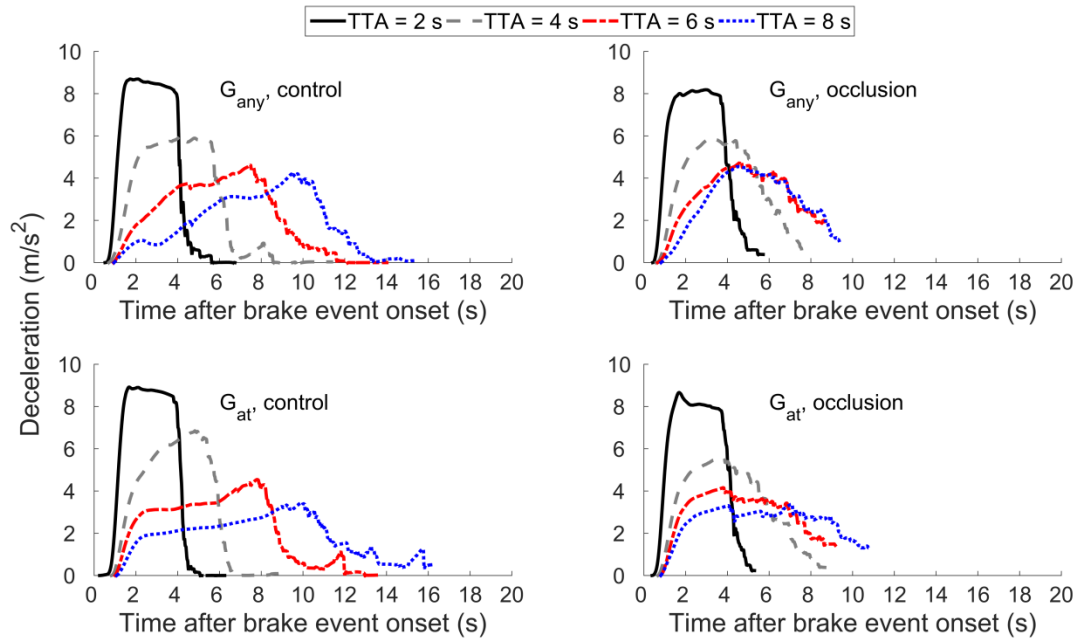 TTA = 2 s TTA = 4 s TTA = 6 s TTA = 8 s
10
8
6
4
2
0
G_any, control
0 2 4 6 8 10 12 14 16 18 20
Time after brake event onset (s)
10
8
6
4
2
0
G_any, occlusion
0 2 4 6 8 10 12 14 16 18 20
Time after brake event onset (s)
Deceleration (m/s²)
10
8
6
4
2
0
G_at, control
0 2 4 6 8 10 12 14 16 18 20
Time after brake event onset (s)
10
8
6
4
2
0
G_at, occlusion
0 2 4 6 8 10 12 14 16 18 20
Time after brake event onset (s)